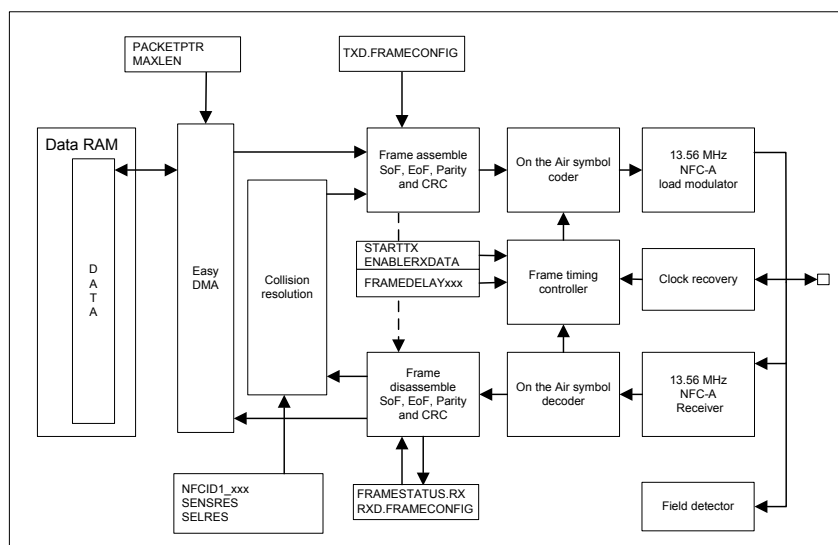 PACKETPTR
MAXLEN
TXD.FRAMECONFIG
Data RAM
DATA
Easy
DMA
Collision
resolution
Frame assemble
SoF, EoF, Parity
and CRC
On the Air symbol
coder
13.56 MHz
NFC-A
load modulator
STARTTX
ENABLERXDATA
FRAMEDELAYxxx
Frame timing
controller
Clock recovery
Frame
disassemble
SoF, EoF, Parity
and CRC
On the Air symbol
decoder
13.56 MHz
NFC-A
Receiver
NFCID1_xxx
SENSRES
SELRES
FRAMESTATUS.RX
RXD.FRAMECONFIG
Field detector